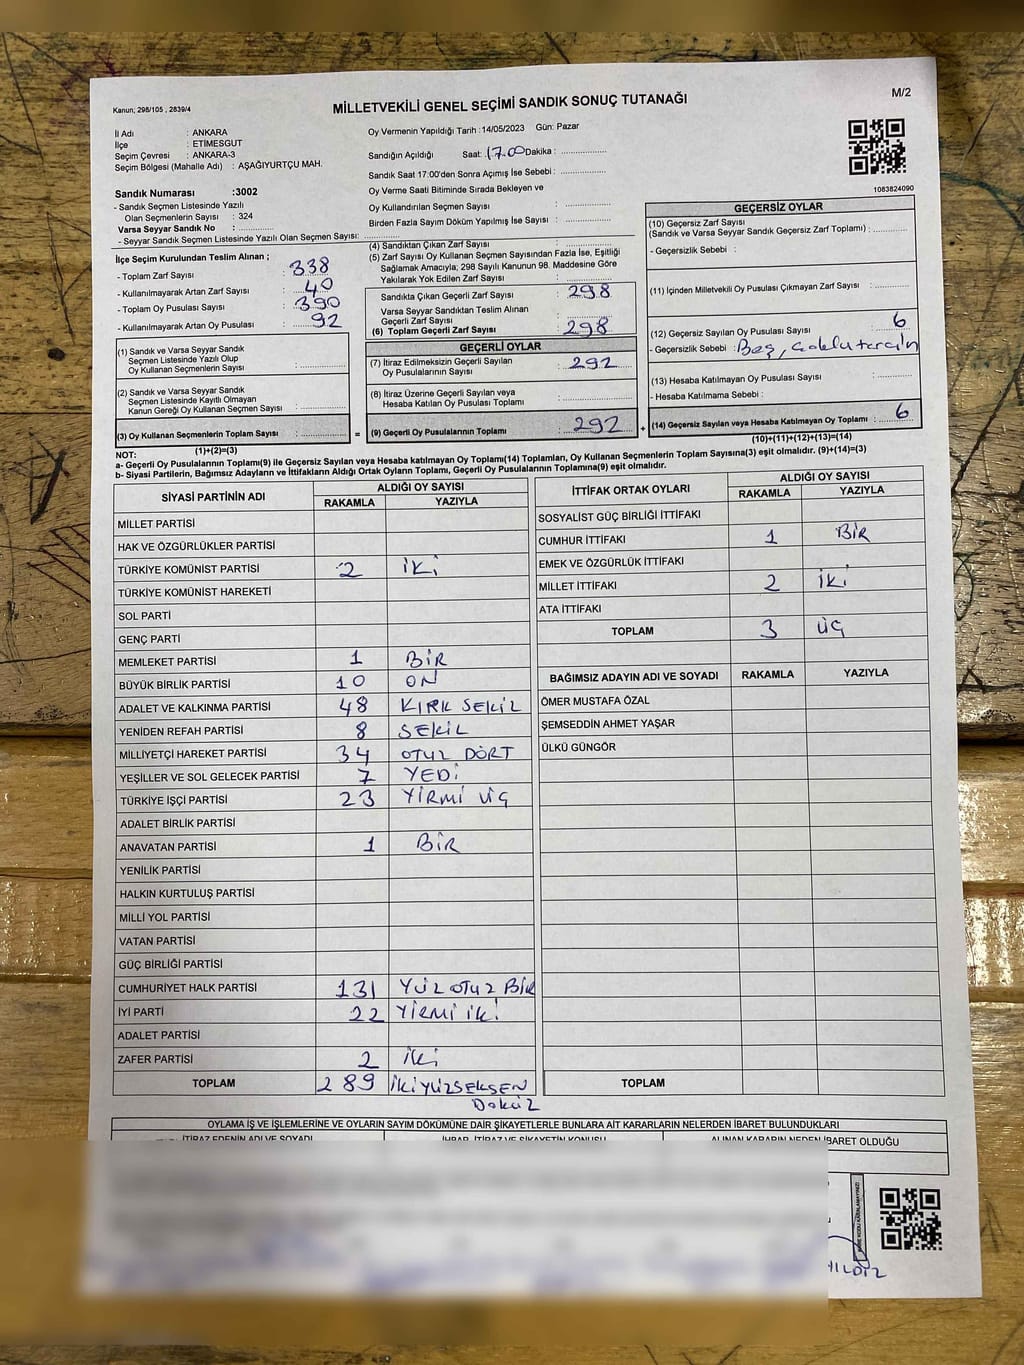 Kanun; 298/105 , 2839/4
MİLLETVEKİLİ GENEL SEÇİMİ SANDIK SONUÇ TUTANAĞI
M/2
İl Adı : ANKARA
İlçe : ETİMESGUT
Seçim Çevresi : ANKARA-3
Seçim Bölgesi (Mahalle Adı) : AŞAĞIYURTÇU MAH.
Sandık Numarası :3002
- Sandık Seçmen Listesinde Yazılı
Olan Seçmenlerin Sayısı : 324
Varsa Seyyar Sandık No :
- Seyyar Sandık Seçmen Listesinde Yazılı Olan Seçmen Sayısı:
Oy Vermenin Yapıldığı Tarih :14/05/2023 Gün: Pazar
Sandığın Açıldığı Saat: 17.00 Dakika :
Sandık Saat 17:00'den Sonra Açımış İse Sebebi :
Oy Verme Saati Bitiminde Sırada Bekleyen ve
Oy Kullandırılan Seçmen Sayısı :
Birden Fazla Sayım Döküm Yapılmış İse Sayısı :
1083824090
İlçe Seçim Kurulundan Teslim Alınan ;
- Toplam Zarf Sayısı : 338
- Kullanılmayarak Artan Zarf Sayısı : 40
- Toplam Oy Pusulası Sayısı : 390
- Kullanılmayarak Artan Oy Pusulası : 92
(4) Sandıktan Çıkan Zarf Sayısı :
(5) Zarf Sayısı Oy Kullanan Seçmen Sayısından Fazla İse, Eşitliği
Sağlamak Amacıyla; 298 Sayılı Kanunun 98. Maddesine Göre
Yakılarak Yok Edilen Zarf Sayısı :
Sandıkta Çıkan Geçerli Zarf Sayısı : 298
Varsa Seyyar Sandıktan Teslim Alınan
Geçerli Zarf Sayısı :
(6) Toplam Geçerli Zarf Sayısı : 298
GEÇERSİZ OYLAR
(10) Geçersiz Zarf Sayısı
(Sandık ve Varsa Seyyar Sandık Geçersiz Zarf Toplamı) :
- Geçersizlik Sebebi :
(11) İçinden Milletvekili Oy Pusulası Çıkmayan Zarf Sayısı :
(12) Geçersiz Sayılan Oy Pusulası Sayısı : 6
- Geçersizlik Sebebi :Boş,
(13) Hesaba Katılmayan Oy Pusulası Sayısı :
- Hesaba Katılmama Sebebi :
(14) Geçersiz Sayılan veya Hesaba Katılmayan Oy Toplamı : 6
(10)+(11)+(12)+(13)=(14)
(1) Sandık ve Varsa Seyyar Sandık
Seçmen Listesinde Yazılı Olup
Oy Kullanan Seçmenlerin Sayısı :
(2) Sandık ve Varsa Seyyar Sandık
Seçmen Listesinde Kayıtlı Olmayan
Kanun Gereği Oy Kullanan Seçmen Sayısı :
(3) Oy Kullanan Seçmenlerin Toplam Sayısı : =
(1)+(2)=(3)
GEÇERLİ OYLAR
(7) İtiraz Edilmeksizin Geçerli Sayılan
Oy Pusulalarının Sayısı : 292
(8) İtiraz Üzerine Geçerli Sayılan veya
Hesaba Katılan Oy Pusulası Toplamı :
(9) Geçerli Oy Pusulalarının Toplamı : 292 +
NOT:
a- Geçerli Oy Pusulasının Toplamı(9) ile Geçersiz Sayılan veya Hesaba katılmayan Oy Toplamı(14) Toplamları, Oy Kullanan Seçmenlerin Toplam Sayısına(3) eşit olmalıdır. (9)+(14)=(3)
b- Siyasi Partilerin, Bağımsız Adayların ve İttifakların Aldığı Ortak Oyların Toplamı, Geçerli Oy Pusulalarının Toplamına(9) eşit olmalıdır.
SİYASİ PARTİNİN ADI ALDIĞI OY SAYISI
RAKAMLA YAZIYLA
MİLLET PARTİSİ
HAK VE ÖZGÜRLÜKLER PARTİSİ
TÜRKİYE KOMÜNİST PARTİSİ 2 İKİ
TÜRKİYE KOMÜNİST HAREKETİ
SOL PARTİ
GENÇ PARTİ
MEMLEKET PARTİSİ 1 BİR
BÜYÜK BİRLİK PARTİSİ 10 ON
ADALET VE KALKINMA PARTİSİ 48 KIRK SEKİZ
YENİDEN REFAH PARTİSİ 8 SEKİZ
MİLLİYETÇİ HAREKET PARTİSİ 34 OTUZ DÖRT
YEŞİLLER VE SOL GELECEK PARTİSİ 7 YEDİ
TÜRKİYE İŞÇİ PARTİSİ 23 YİRMİ ÜÇ
ADALET BİRLİK PARTİSİ
ANAVATAN PARTİSİ 1 BİR
YENİLİK PARTİSİ
HALKIN KURTULUŞ PARTİSİ
MİLLİ YOL PARTİSİ
VATAN PARTİSİ
GÜÇ BİRLİĞİ PARTİSİ
CUMHURİYET HALK PARTİSİ 131 YÜZ OTUZ BİR
İYİ PARTİ 22 YİRMİ İKİ
ADALET PARTİSİ
ZAFER PARTİSİ 2 İKİ
TOPLAM 289 İKİYÜZSEKSEN
DOKUZ
İTTİFAK ORTAK OYLARI ALDIĞI OY SAYISI
RAKAMLA YAZIYLA
SOSYALİST GÜÇ BİRLİĞİ İTTİFAKI
CUMHUR İTTİFAKI 1 BİR
EMEK VE ÖZGÜRLÜK İTTİFAKI
MİLLET İTTİFAKI 2 İKİ
ATA İTTİFAKI
TOPLAM 3 ÜÇ
BAĞIMSIZ ADAYIN ADI VE SOYADI RAKAMLA YAZIYLA
ÖMER MUSTAFA ÖZAL
ŞEMSEDDİN AHMET YAŞAR
ÜLKÜ GÜNGÖR
TOPLAM
OYLAMA İŞ VE İŞLEMLERİNE VE OYLARIN SAYIM DÖKÜMÜNE DAİR ŞİKAYETLERLE BUNLARA AİT KARARLARIN NELERDEN İBARET BULUNDUKLARI
İTİRAZ EDENİN ADI VE SOYADI İHBAR, İTİRAZ VE ŞİKAYETİN KONUSU ALINAN KARARIN NEDEN İBARET OLDUĞU